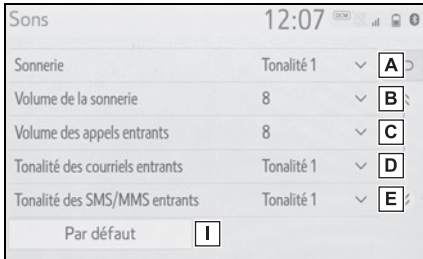 Sons 12:07 DCM
Sonnerie Tonalité 1 A
Volume de la sonnerie 8 B
Volume des appels entrants 8 C
Tonalité des courriels entrants Tonalité 1 D
Tonalité des SMS/MMS entrants Tonalité 1 E
Par défaut I